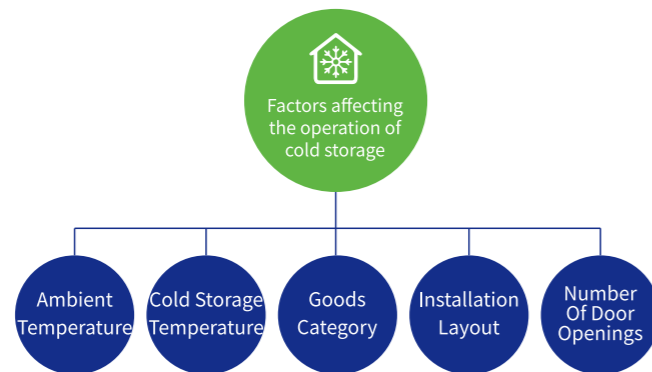 Factors affecting
the operation of
cold storage
Ambient
Temperature
Cold Storage
Temperature
Goods
Category
Installation
Layout
Number
Of Door
Openings